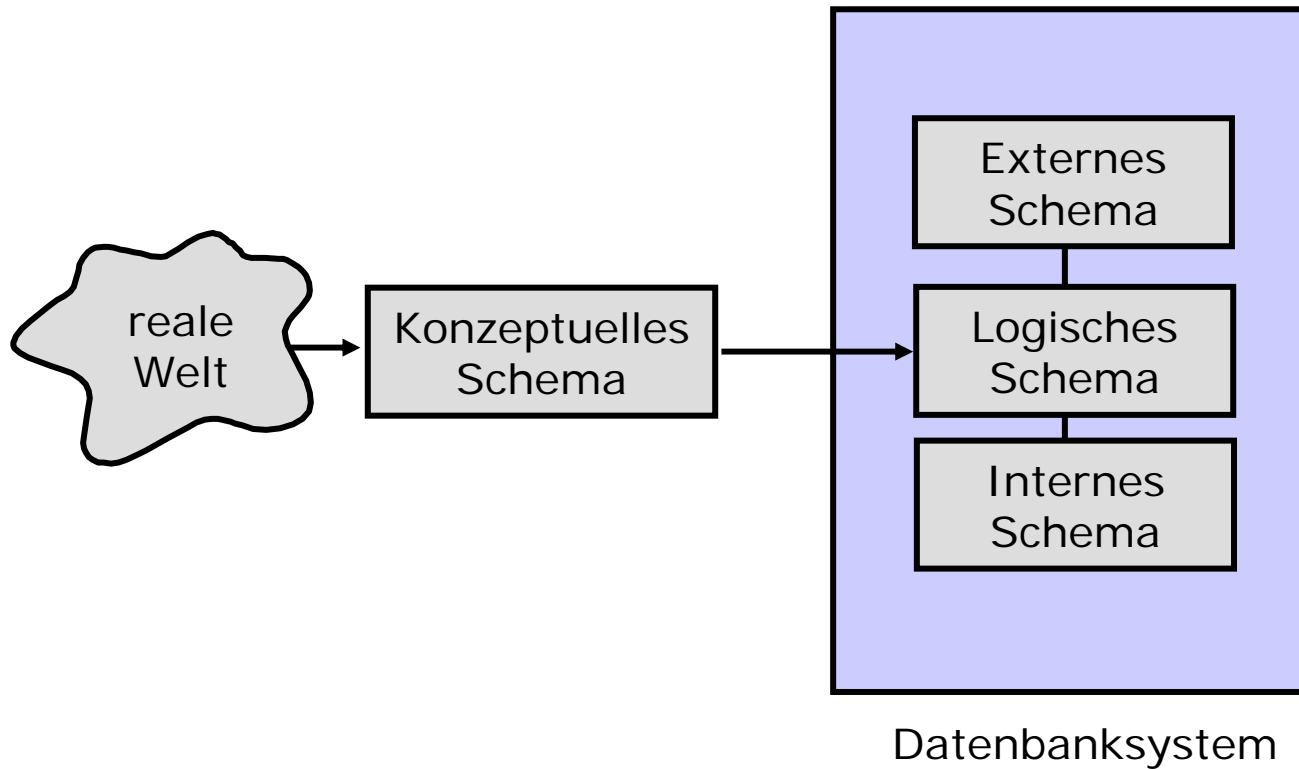 reale
Welt
Konzeptuelles
Schema
Externes
Schema
Logisches
Schema
Internes
Schema
Datenbanksystem